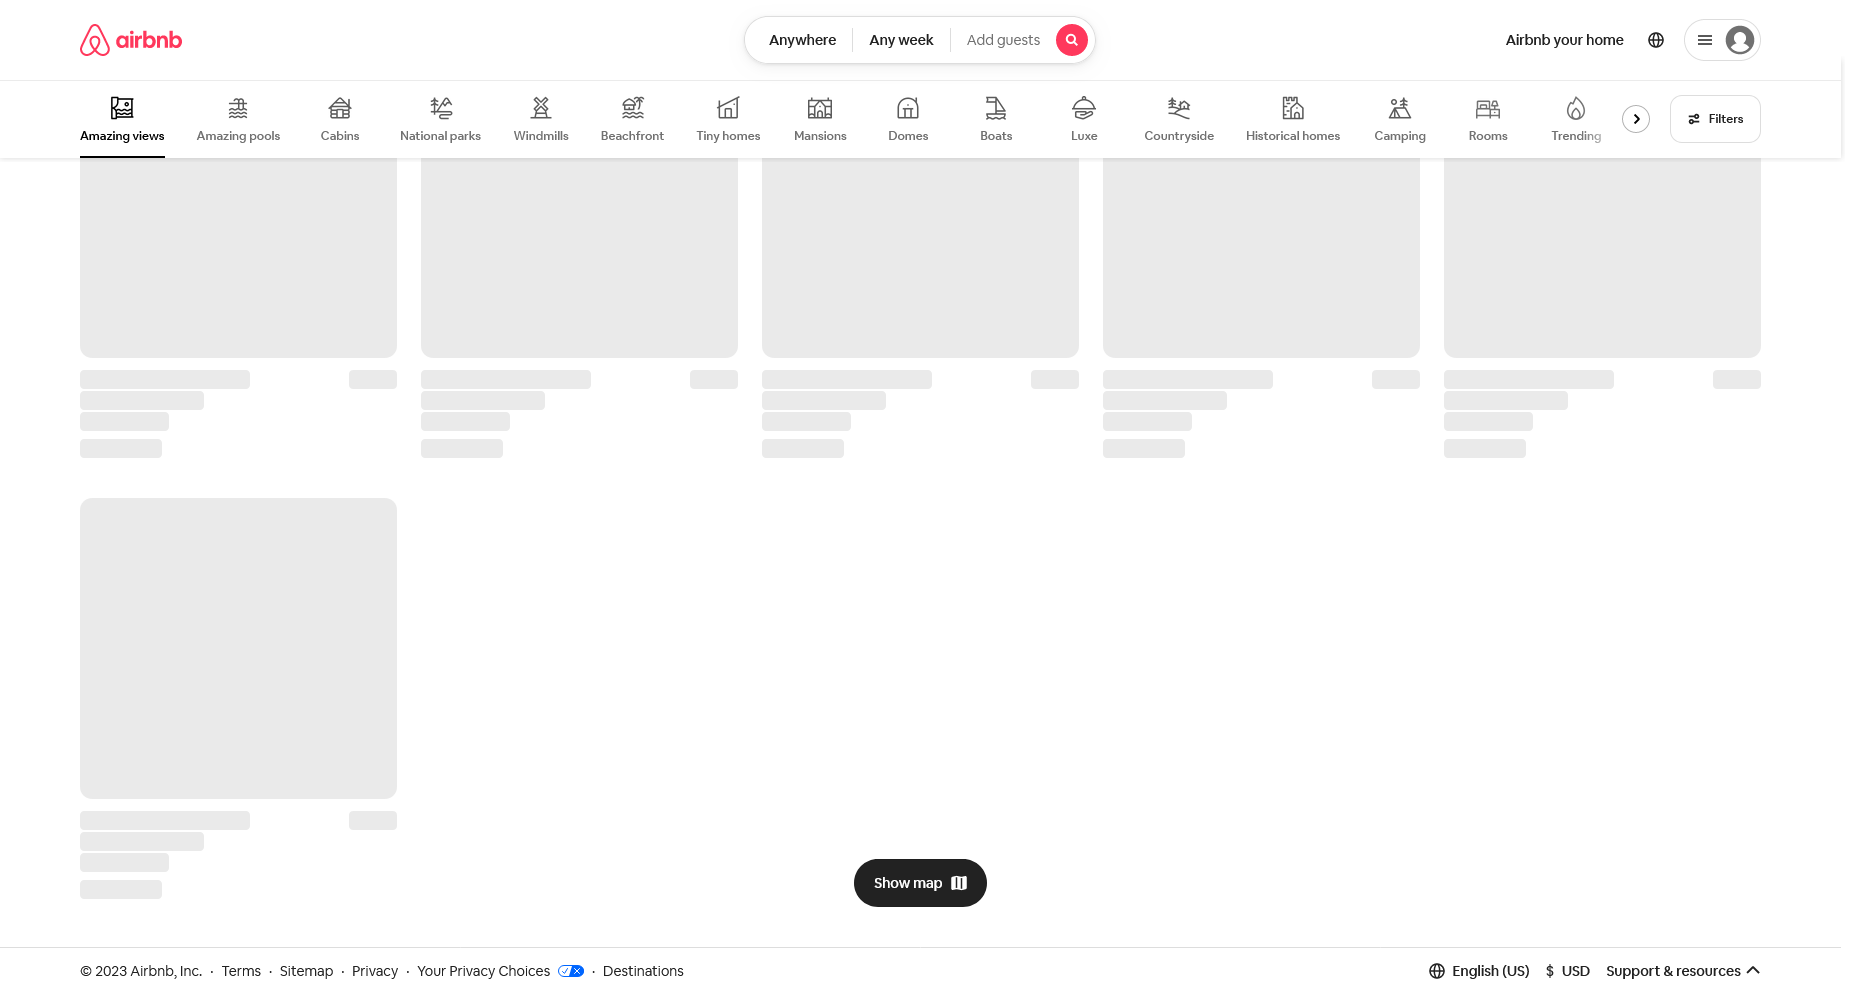 airbnb
Anywhere Any week Add guests
Airbnb your home
Amazing views Amazing pools Cabins National parks Windmills Beachfront Tiny homes Mansions Domes Boats Luxe Countryside Historical homes Camping Rooms Trending Filters
Show map
© 2023 Airbnb, Inc. · Terms · Sitemap · Privacy · Your Privacy Choices · Destinations
English (US) $ USD Support & resources